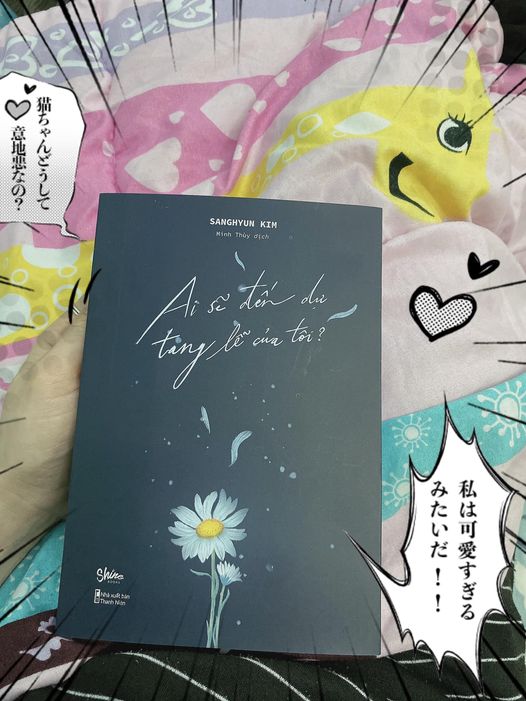 猫ちゃんどうして
意地悪なの?
SANGHYUN KIM
Minh Thùy dịch
Ai sẽ đến dự
tang lễ của tôi?
私は可愛すぎる
みたいだ!!
Shine
BOOKS
Nhà xuất bản
Thanh Niên